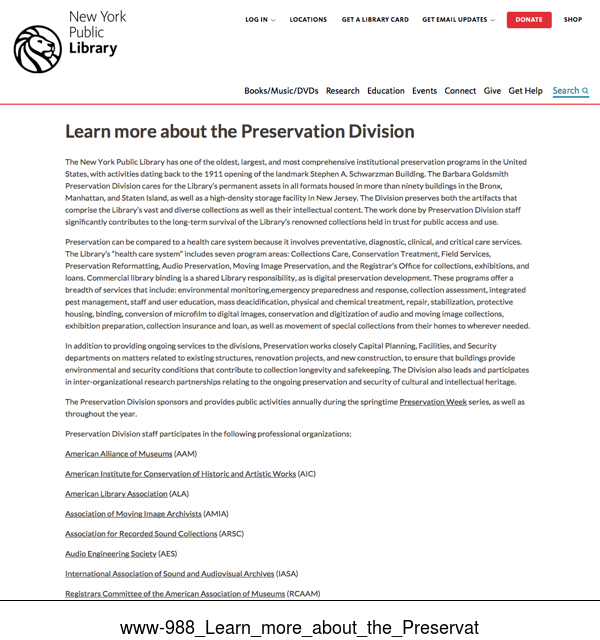 New York
Public
Library
LOG IN
LOCATIONS
GET A LIBRARY CARD
GET EMAIL UPDATES
DONATE
SHOP
Books/Music/DVDs Research Education Events Connect Give Get Help Search
Learn more about the Preservation Division
The New York Public Library has one of the oldest, largest, and most comprehensive institutional preservation programs in the United
States, with activities dating back to the 1911 opening of the landmark Stephen A. Schwarzman Building. The Barbara Goldsmith
Preservation Division cares for the Library's permanent assets in all formats housed in more than ninety buildings in the Bronx,
Manhattan, and Staten Island, as well as a high-density storage facility in New Jersey. The Division preserves both the artifacts that
comprise the Library's vast and diverse collections as well as their intellectual content. The work done by Preservation Division staff
significantly contributes to the long-term survival of the Library's renowned collections held in trust for public access and use.
Preservation can be compared to a health care system because it involves preventative, diagnostic, clinical, and critical care services.
The Library's "health care system" includes seven program areas: Collections Care, Conservation Treatment, Field Services,
Preservation Reformatting, Audio Preservation, Moving Image Preservation, and the Registrar's Office for collections, exhibitions, and
loans. Commercial library binding is a shared Library responsibility, as is digital preservation development. These programs offer a
breadth of services that include: environmental monitoring,emergency preparedness and response, collection assessment, integrated
pest management, staff and user education, mass deacidification, physical and chemical treatment, repair, stabilization, protective
housing, binding, conversion of microfilm to digital images, conservation and digitization of audio and moving image collections,
exhibition preparation, collection insurance and loan, as well as movement of special collections from their homes to wherever needed.
In addition to providing ongoing services to the divisions, Preservation works closely Capital Planning, Facilities, and Security
departments on matters related to existing structures, renovation projects, and new construction, to ensure that buildings provide
environmental and security conditions that contribute to collection longevity and safekeeping. The Division also leads and participates
in inter-organizational research partnerships relating to the ongoing preservation and security of cultural and intellectual heritage.
The Preservation Division sponsors and provides public activities annually during the springtime Preservation Week series, as well as
throughout the year.
Preservation Division staff participates in the following professional organizations:
American Alliance of Museums (AAM)
American Institute for Conservation of Historic and Artistic Works (AIC)
American Library Association (ALA)
Association of Moving Image Archivists (AMIA)
Association for Recorded Sound Collections (ARSC)
Audio Engineering Society (AES)
International Association of Sound and Audiovisual Archives (IASA)
Registrars Committee of the American Association of Museums (RCAAM)
www-988_Learn_more_about_the_Preservat